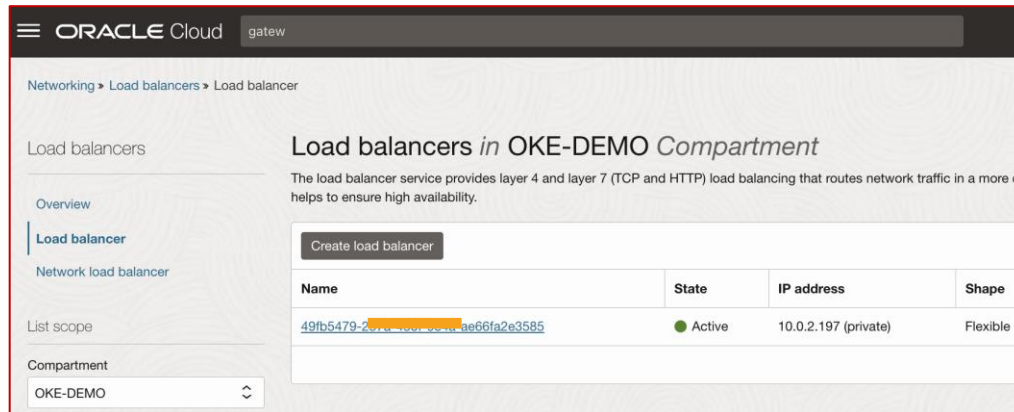 ORACLE Cloud
gatew
Networking » Load balancers » Load balancer
Load balancers
Overview
Load balancer
Network load balancer
List scope
Compartment
OKE-DEMO
Load balancers in OKE-DEMO Compartment
The load balancer service provides layer 4 and layer 7 (TCP and HTTP) load balancing that routes network traffic in a more
helps to ensure high availability.
Create load balancer
Name State IP address Shape
49fb5479-2 ae66fa2e3585 Active 10.0.2.197 (private) Flexible